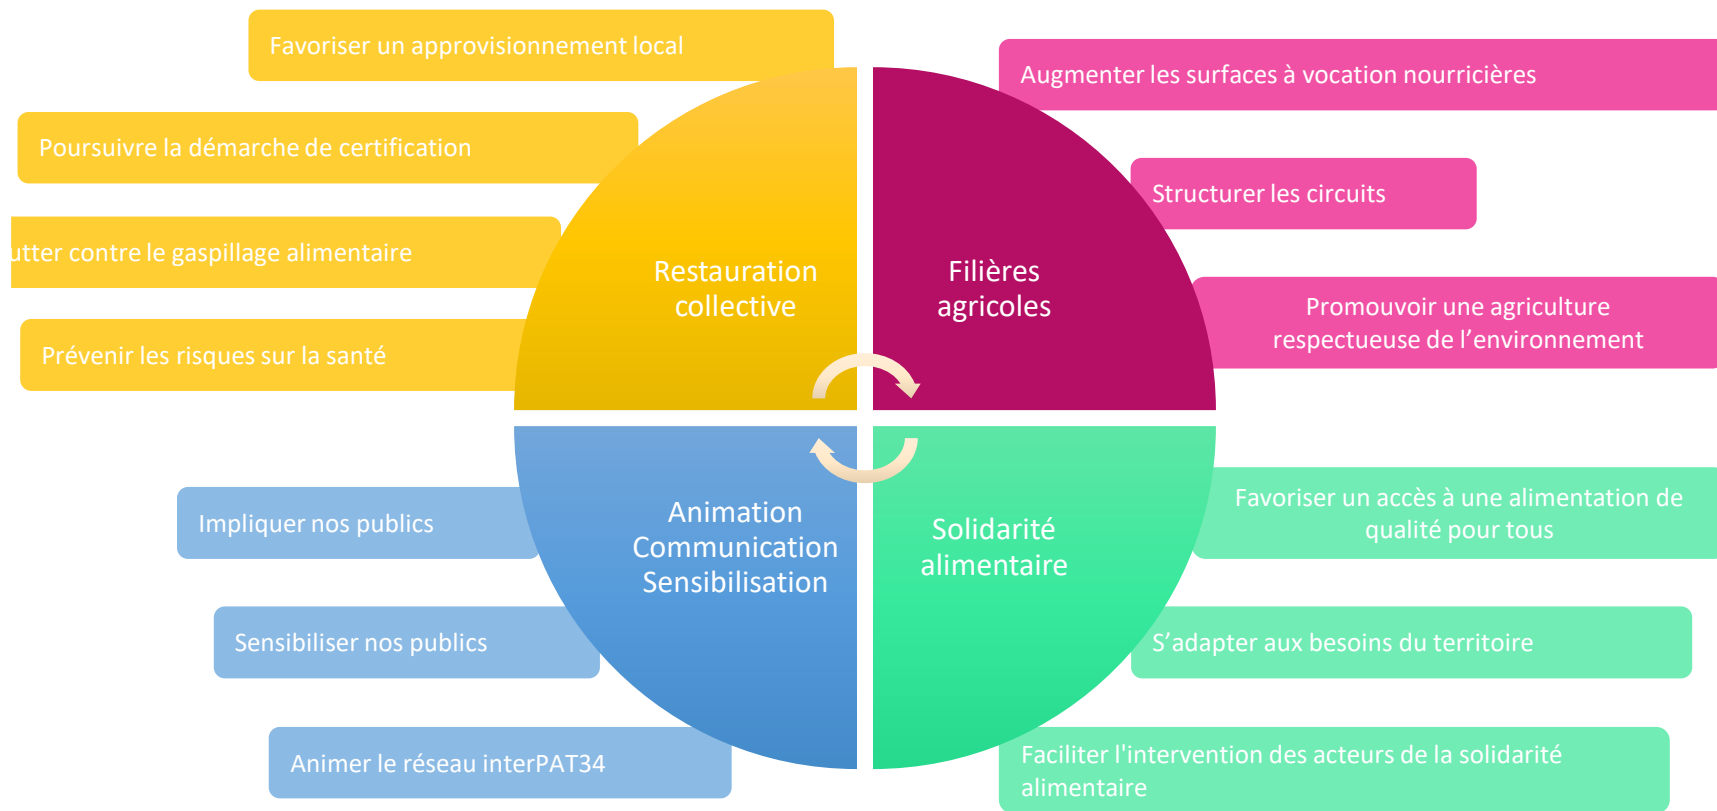 Favoriser un approvisionnement local
Poursuivre la démarche de certification
utter contre le gaspillage alimentaire
Prévenir les risques sur la santé
Restauration
collective
Augmenter les surfaces à vocation nourricières
Structurer les circuits
Promouvoir une agriculture
respectueuse de l’environnement
Filières
agricoles
Impliquer nos publics
Sensibiliser nos publics
Animer le réseau interPAT34
Animation
Communication
Sensibilisation
Favoriser un accès à une alimentation de
qualité pour tous
S’adapter aux besoins du territoire
Faciliter l'intervention des acteurs de la solidarité
alimentaire
Solidarité
alimentaire